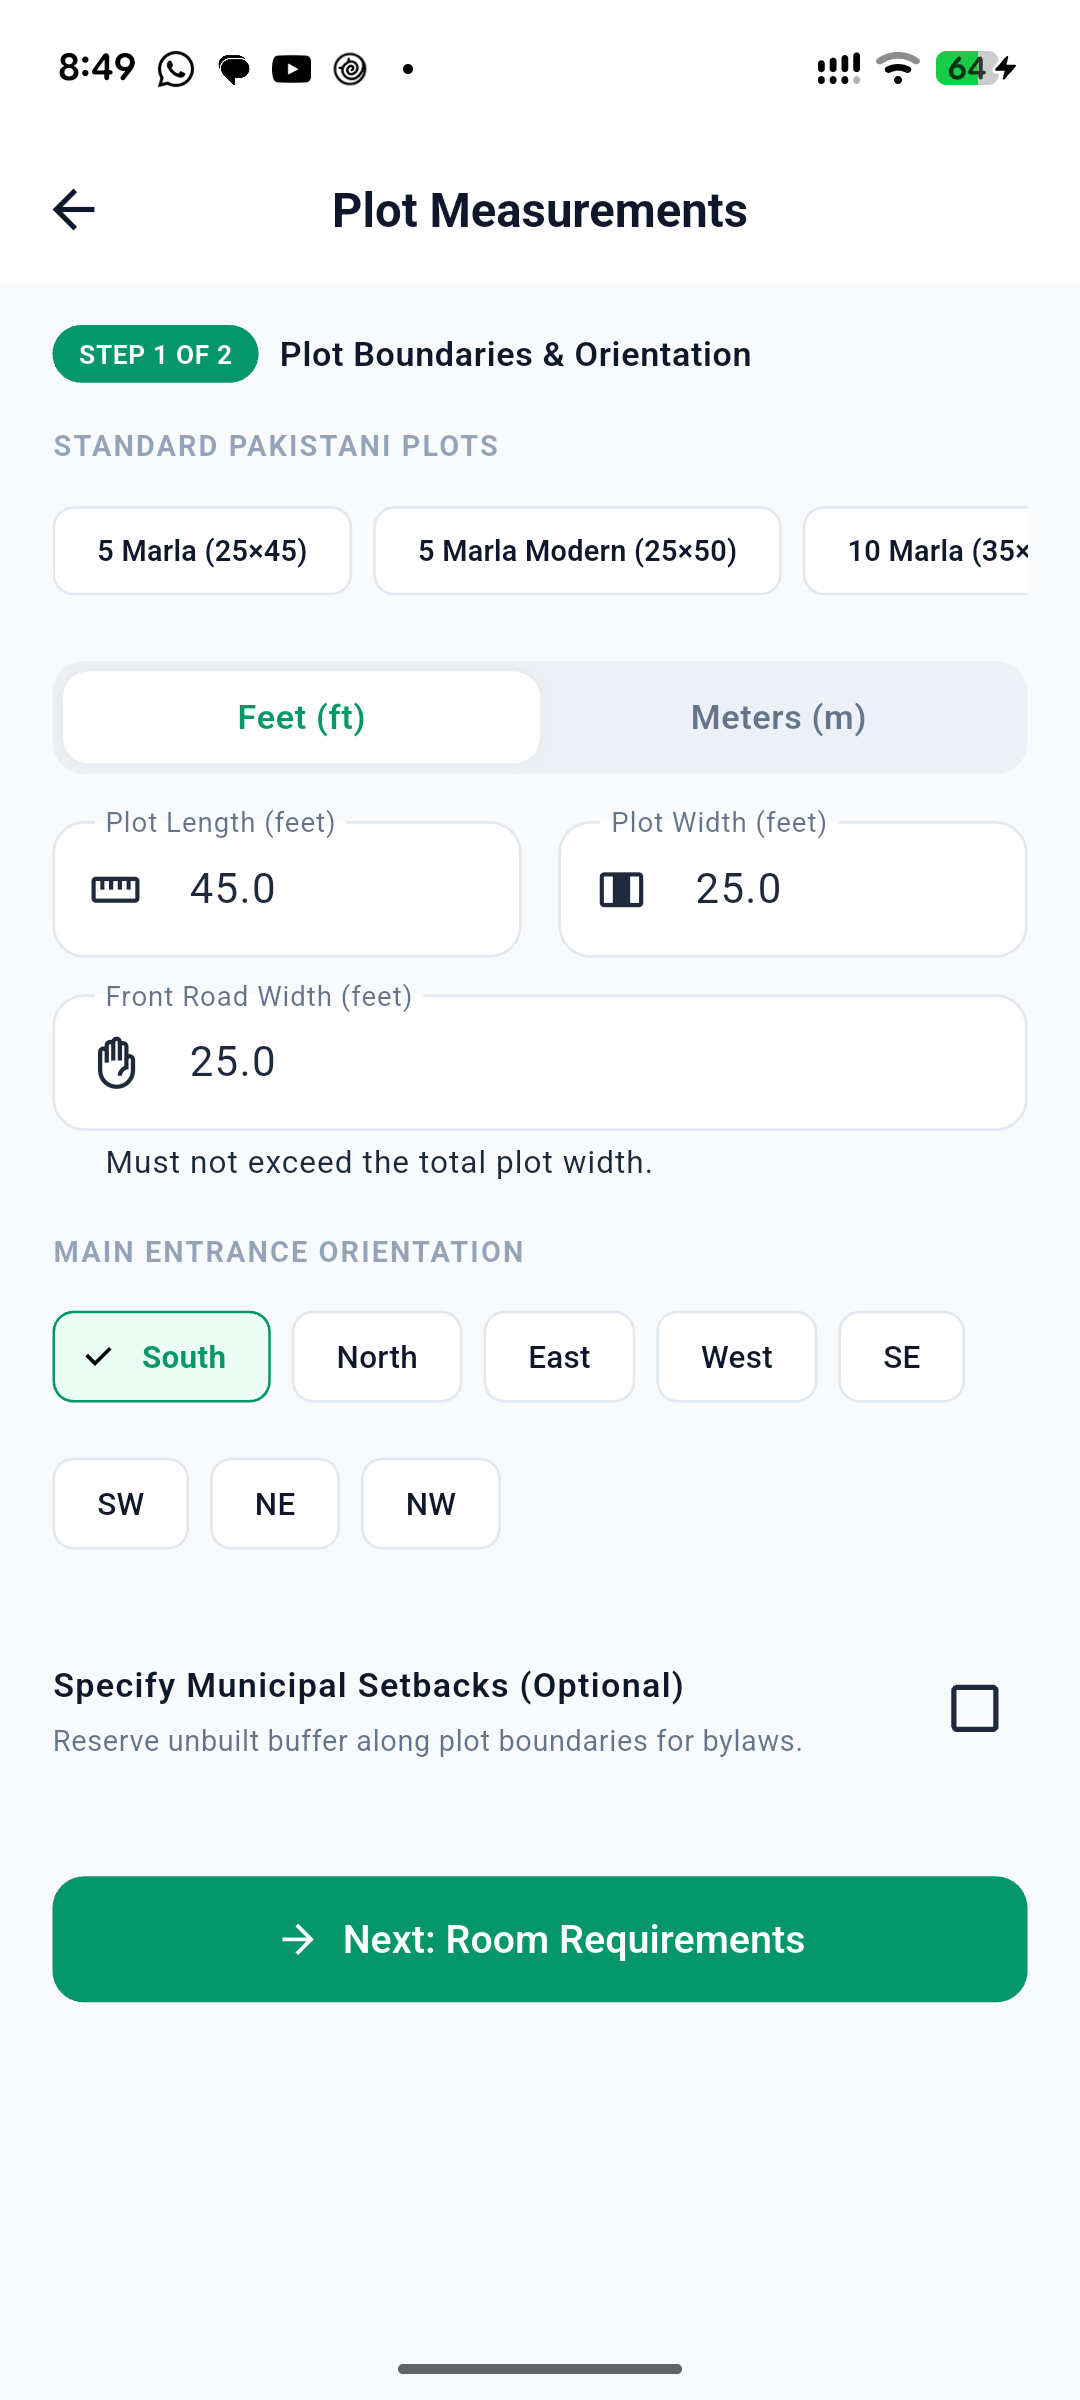 8:49
64
Plot Measurements
STEP 1 OF 2 Plot Boundaries & Orientation
STANDARD PAKISTANI PLOTS
5 Marla (25×45) 5 Marla Modern (25×50) 10 Marla (35×
Feet (ft) Meters (m)
Plot Length (feet) Plot Width (feet)
45.0 25.0
Front Road Width (feet)
25.0
Must not exceed the total plot width.
MAIN ENTRANCE ORIENTATION
South North East West SE
SW NE NW
Specify Municipal Setbacks (Optional)
Reserve unbuilt buffer along plot boundaries for bylaws.
Next: Room Requirements